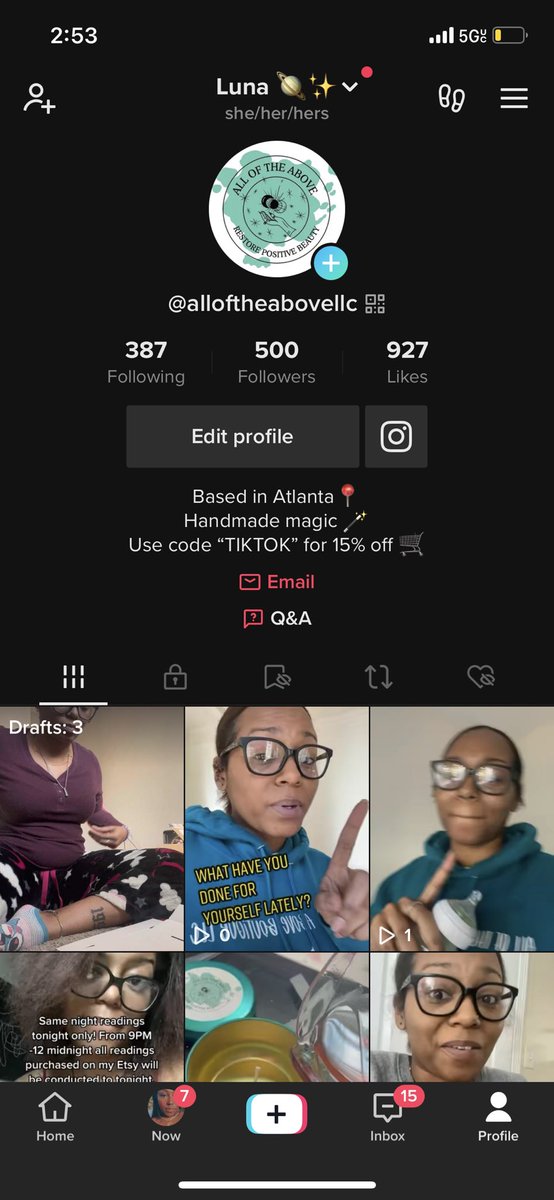 2:53
5G
Luna 🪐✨
she/her/hers
ALL OF THE ABOVE
RESTORE POSITIVE BEAUTY
@alloftheabovellc
387
Following
500
Followers
927
Likes
Edit profile
Based in Atlanta📍
Handmade magic 🪄
Use code “TIKTOK” for 15% off 🛒
Email
Q&A
Drafts: 3
WHAT HAVE YOU
DONE FOR
YOURSELF LATELY?
0
1
Same night readings
tonight only! From 9PM
-12 midnight all readings
purchased on my Etsy will
be conducted to tonight
Home
7
Now
15
Inbox
Profile